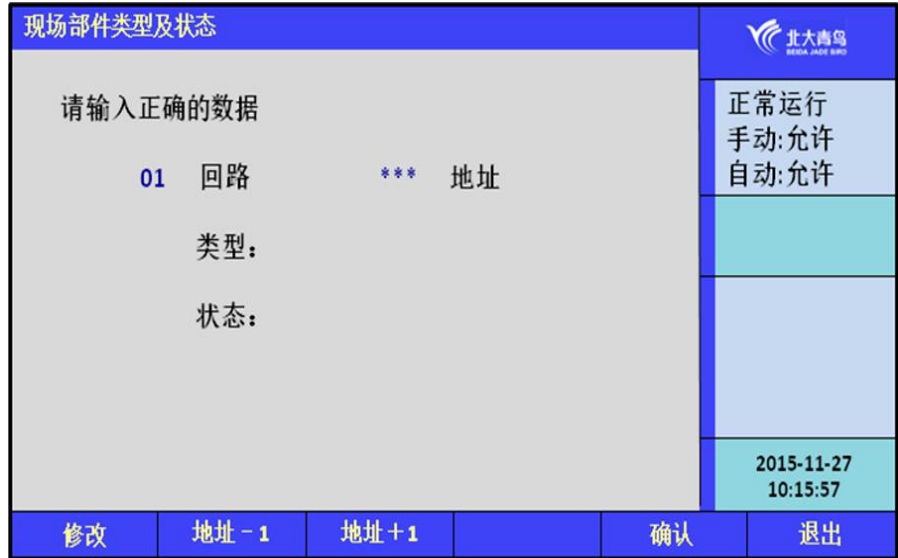 现场部件类型及状态
北大青鸟
BEIDA JADE BIRD
请输入正确的数据
01 回路 *** 地址
类型：
状态：
正常运行
手动:允许
自动:允许
2015-11-27
10:15:57
修改 地址－1 地址＋1 确认 退出